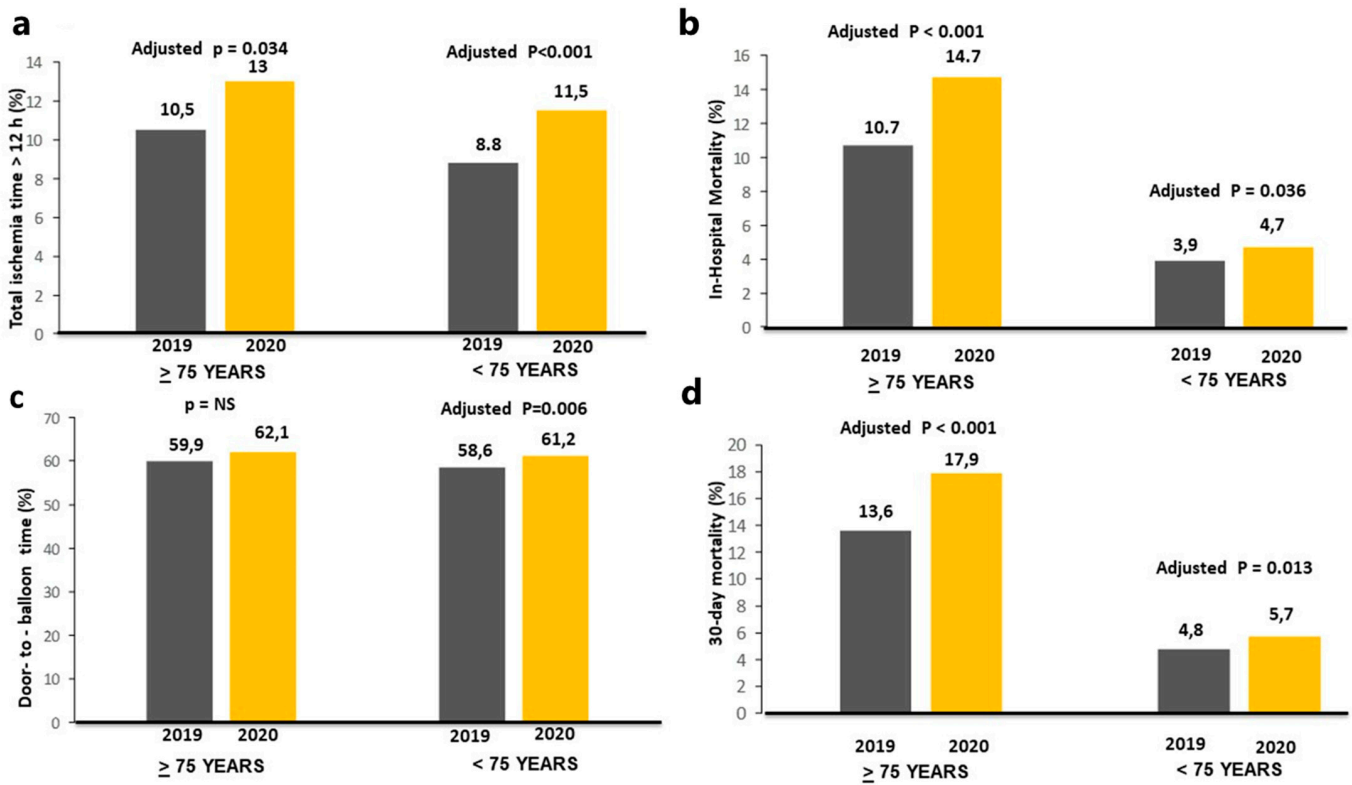 a
Adjusted p = 0.034
Adjusted P<0.001
Total ischemia time > 12 h (%)
14
12
10
8
6
4
2
0
10,5
13
8.8
11,5
2019
2020
2019
2020
≥ 75 YEARS
< 75 YEARS
b
Adjusted P < 0.001
Adjusted P = 0.036
In-Hospital Mortality (%)
16
14
12
10
8
6
4
2
0
10.7
14.7
3,9
4,7
2019
2020
2019
2020
≥ 75 YEARS
< 75 YEARS
c
p = NS
Adjusted P=0.006
Door- to - balloon time (%)
70
60
50
40
30
20
10
0
59,9
62,1
58,6
61,2
2019
2020
2019
2020
≥ 75 YEARS
< 75 YEARS
d
Adjusted P < 0.001
Adjusted P = 0.013
30-day mortality (%)
20
18
16
14
12
10
8
6
4
2
0
13,6
17,9
4,8
5,7
2019
2020
2019
2020
≥ 75 YEARS
< 75 YEARS